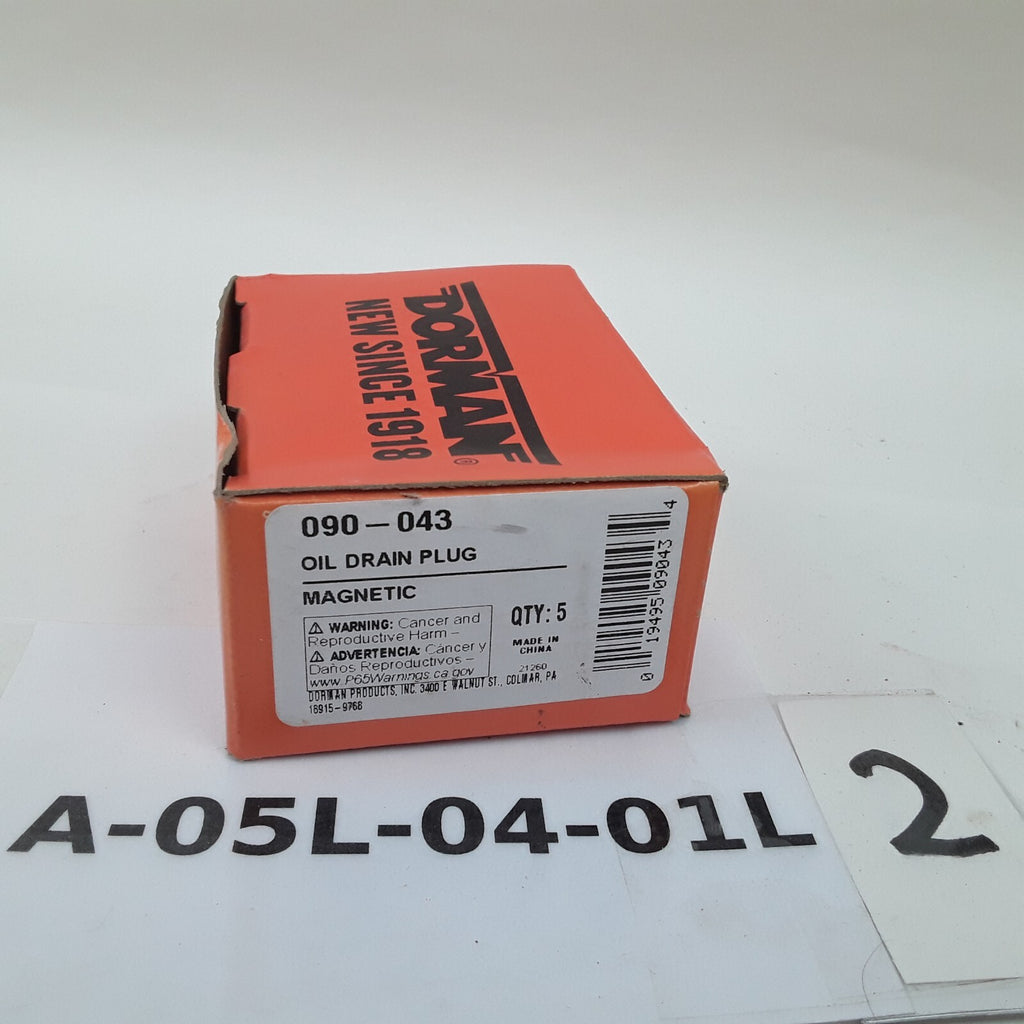 DORMAN®
NEW SINCE 1918
090-043
OIL DRAIN PLUG
MAGNETIC
⚠ WARNING: Cancer and
Reproductive Harm –
⚠ ADVERTENCIA: Cáncer y
Daños Reproductivos –
www.P65Warnings.ca.gov
QTY: 5
MADE IN
CHINA
21260
DORMAN PRODUCTS, INC. 3400 E WALNUT ST., COLMAR, PA
18915-9768
0 19495 09043 4
A-05L-04-01L
2